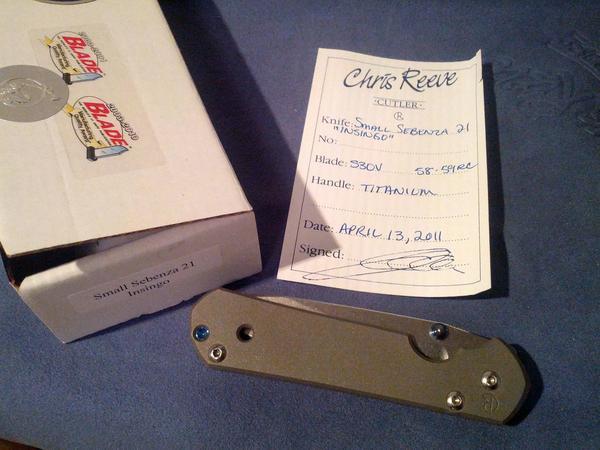 BLADE
BLADE
Small Sebenza 21
Insingo
Chris Reeve
·CUTLER·
®
Knife: SMALL SEBENZA 21
"INSINGO"
No:
Blade: S30V 58-59RC
Handle: TITANIUM
Date: APRIL 13, 2011
Signed: